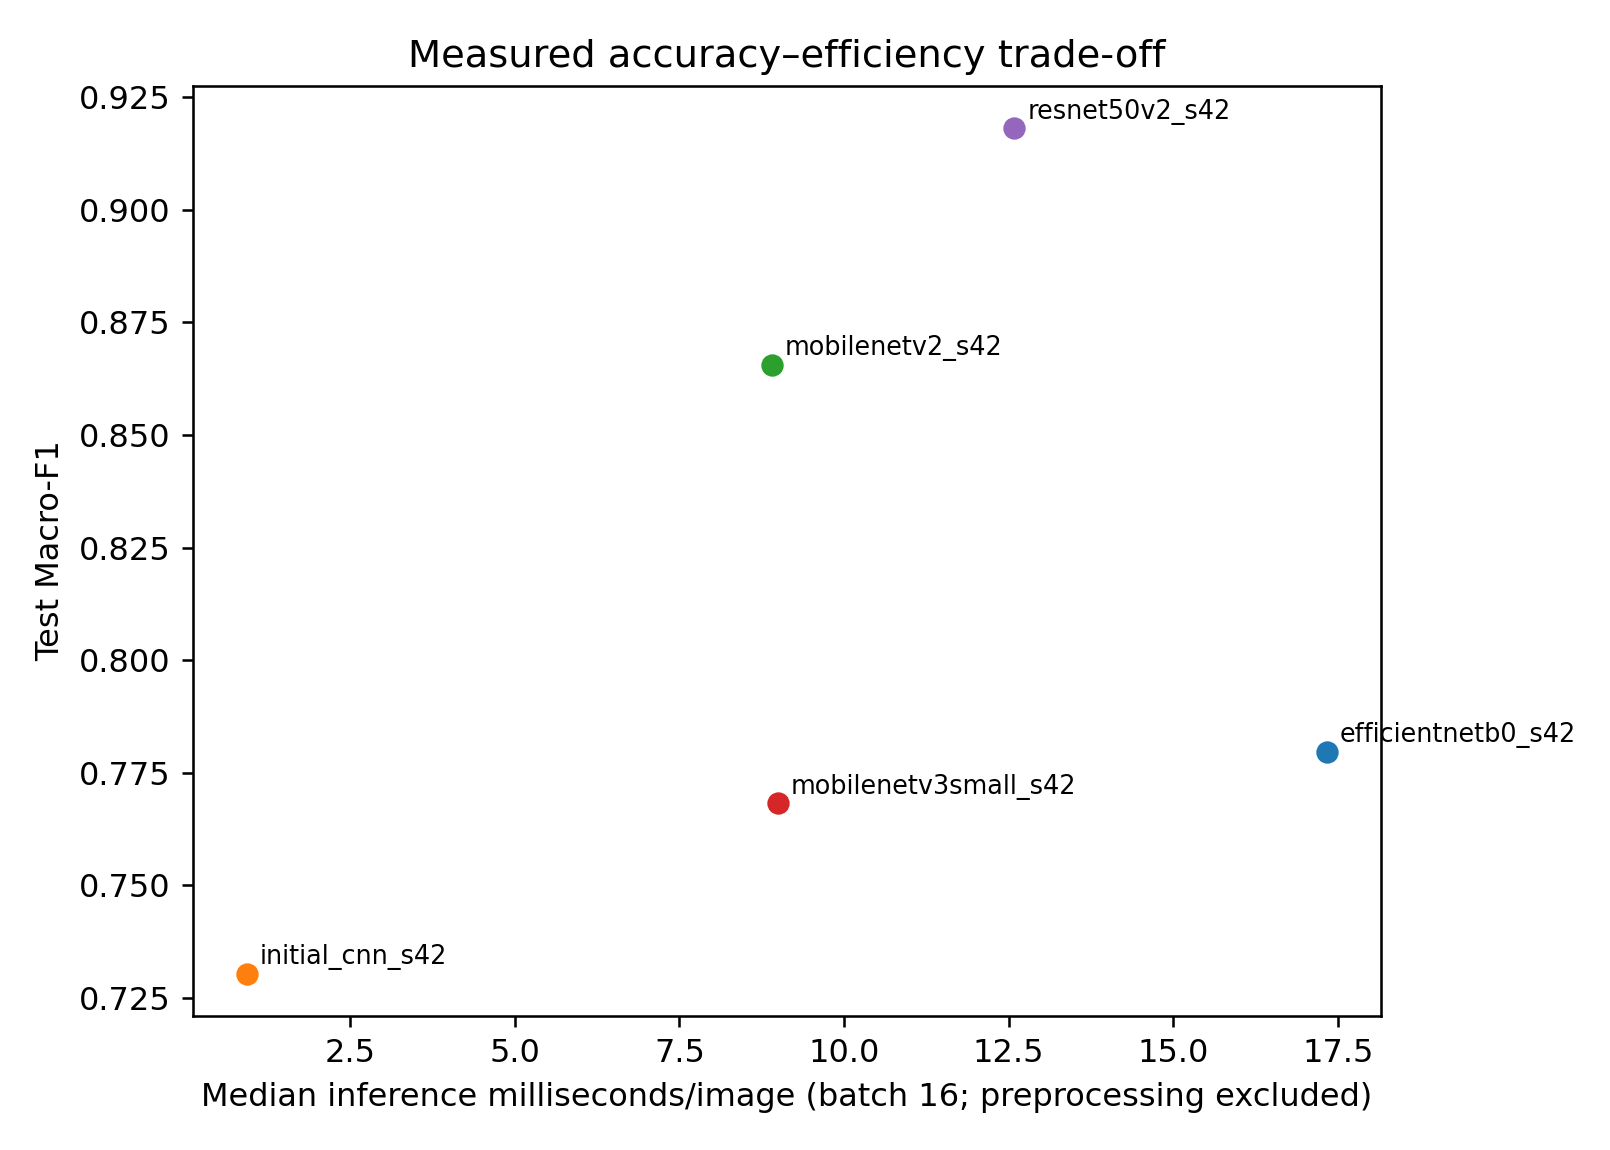 Measured accuracy–efficiency trade-off
0.925
0.900
0.875
0.850
0.825
0.800
0.775
0.750
0.725
Test Macro-F1
resnet50v2_s42
mobilenetv2_s42
efficientnetb0_s42
mobilenetv3small_s42
initial_cnn_s42
2.5 5.0 7.5 10.0 12.5 15.0 17.5
Median inference milliseconds/image (batch 16; preprocessing excluded)